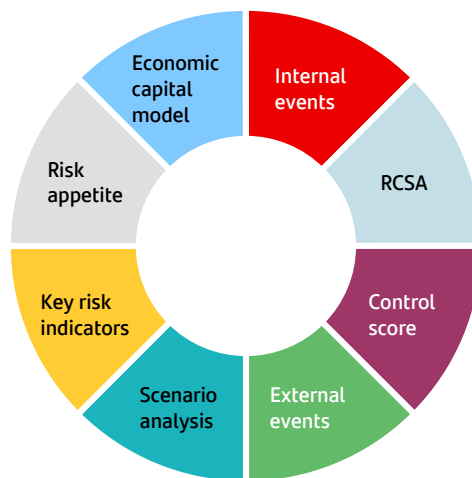 Economic
capital
model
Internal
events
RCSA
Control
score
External
events
Scenario
analysis
Key risk
indicators
Risk
appetite